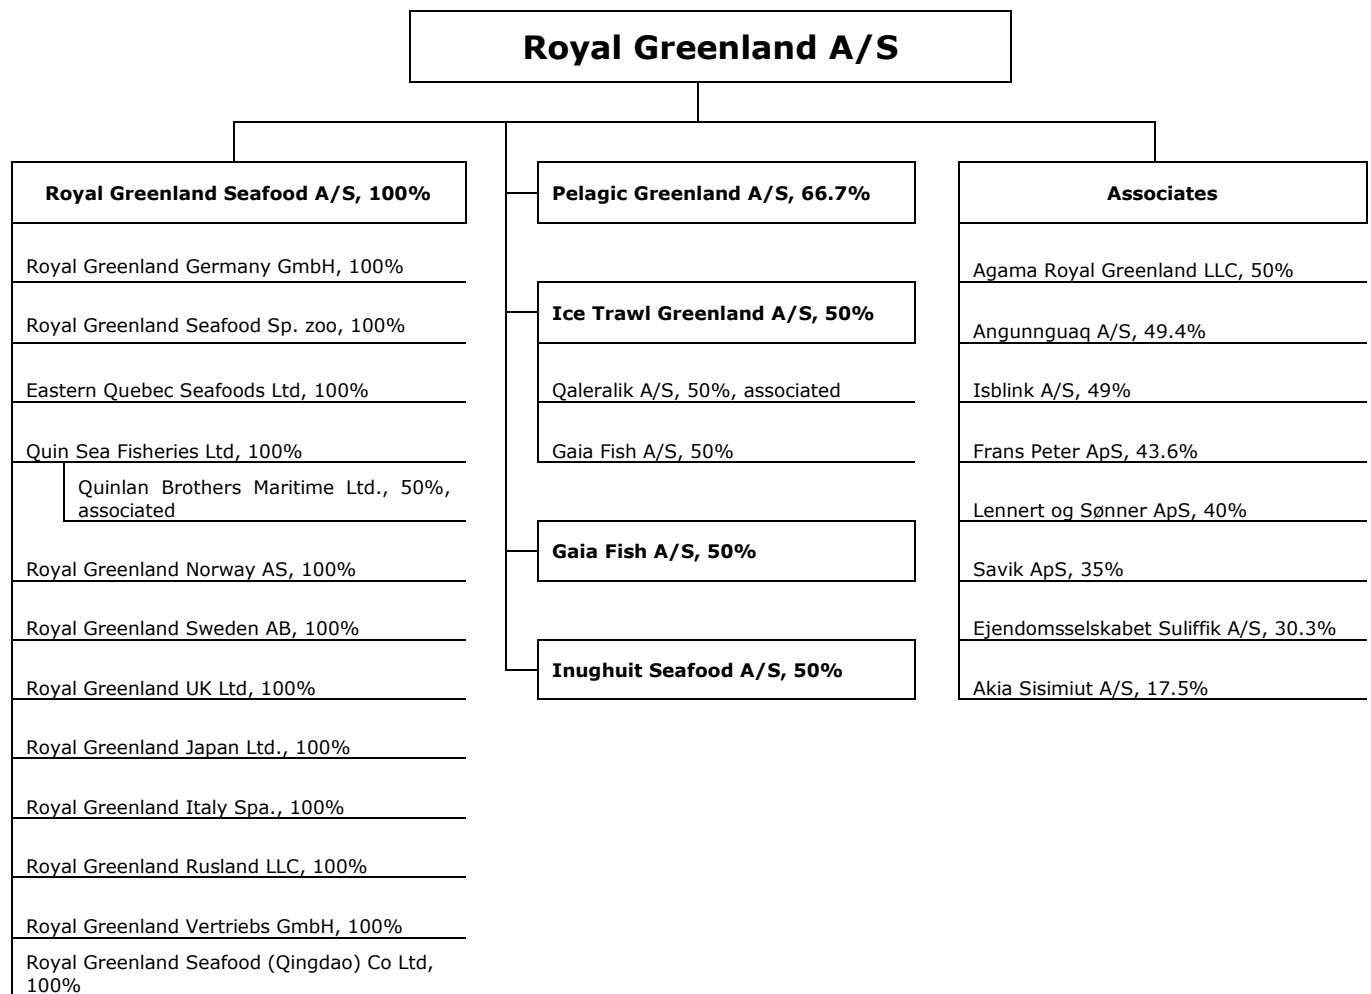 Royal Greenland A/S
Royal Greenland Seafood A/S, 100%
Royal Greenland Germany GmbH, 100%
Royal Greenland Seafood Sp. zoo, 100%
Eastern Quebec Seafoods Ltd, 100%
Quin Sea Fisheries Ltd, 100%
Quinlan Brothers Maritime Ltd., 50%,
associated
Royal Greenland Norway AS, 100%
Royal Greenland Sweden AB, 100%
Royal Greenland UK Ltd, 100%
Royal Greenland Japan Ltd., 100%
Royal Greenland Italy Spa., 100%
Royal Greenland Rusland LLC, 100%
Royal Greenland Vertriebs GmbH, 100%
Royal Greenland Seafood (Qingdao) Co Ltd,
100%
Pelagic Greenland A/S, 66.7%
Ice Trawl Greenland A/S, 50%
Qaleralik A/S, 50%, associated
Gaia Fish A/S, 50%
Gaia Fish A/S, 50%
Inughuit Seafood A/S, 50%
Associates
Agama Royal Greenland LLC, 50%
Angunnguaq A/S, 49.4%
Isblink A/S, 49%
Frans Peter ApS, 43.6%
Lennert og Sønner ApS, 40%
Savik ApS, 35%
Ejendomsselskabet Suliffik A/S, 30.3%
Akia Sisimiut A/S, 17.5%